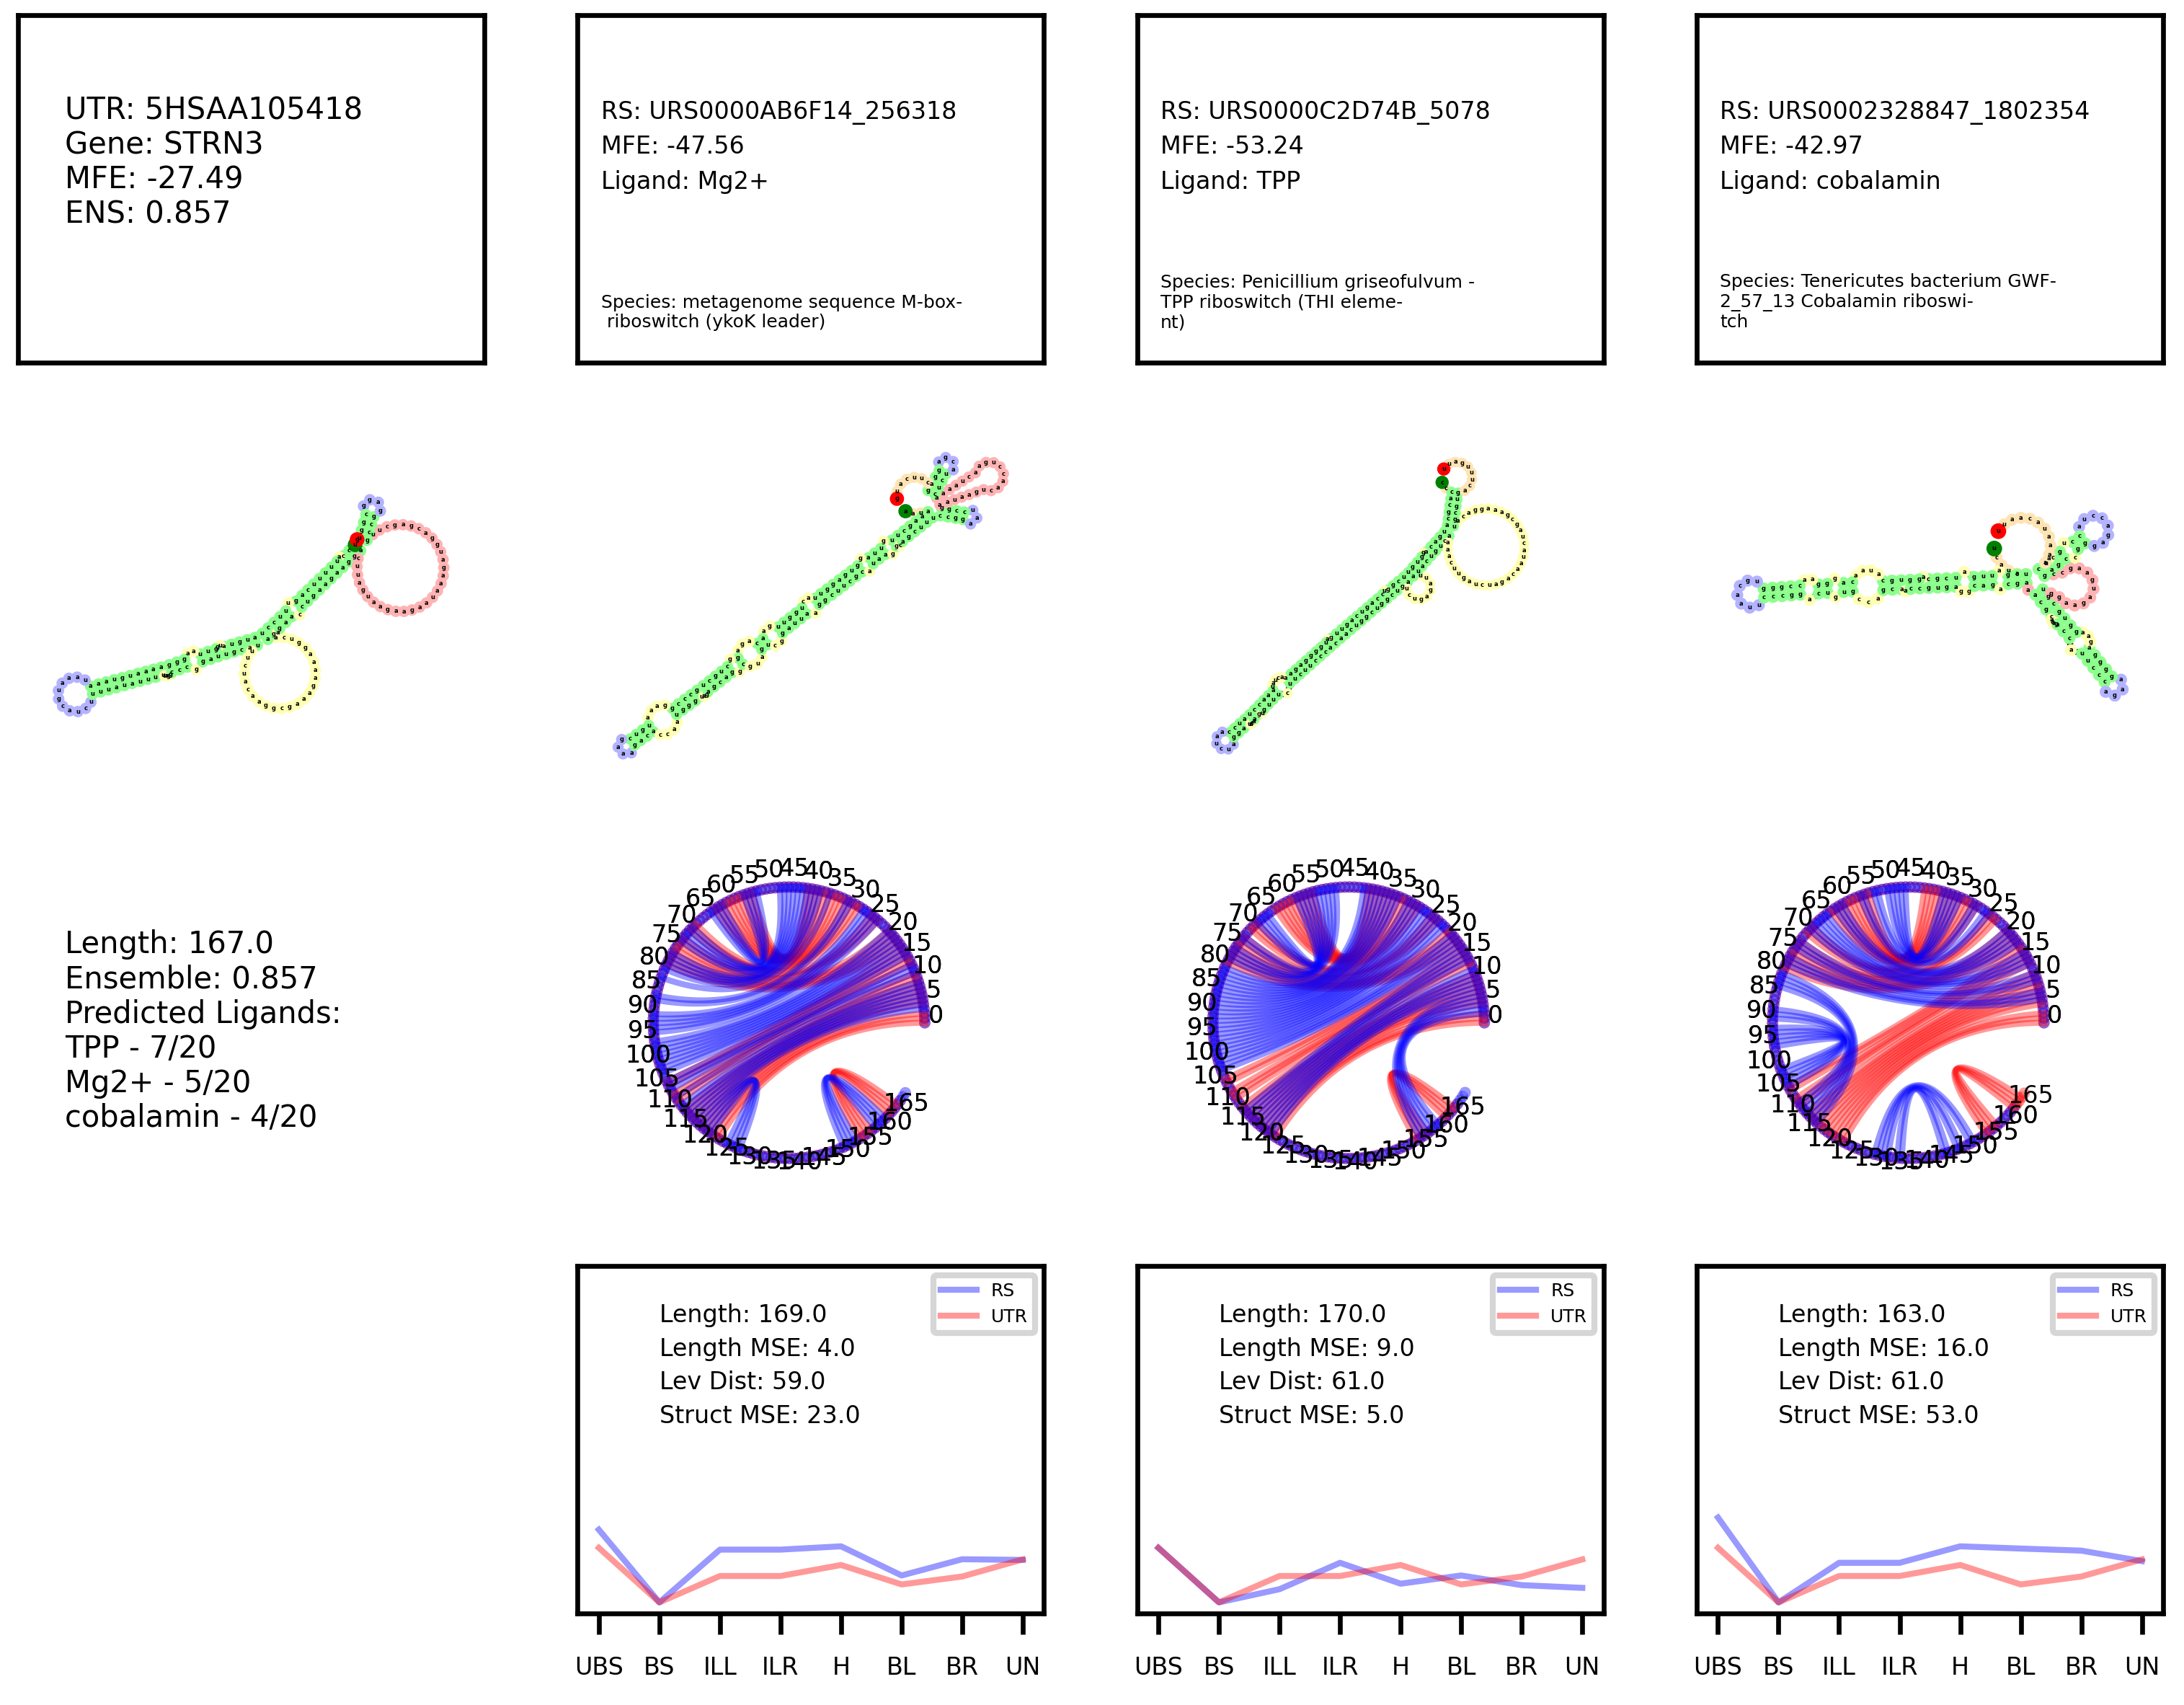 UTR: 5HSAA105418
Gene: STRN3
MFE: -27.49
ENS: 0.857
RS: URS0000AB6F14_256318
MFE: -47.56
Ligand: Mg2+
Species: metagenome sequence M-box-
riboswitch (ykoK leader)
RS: URS0000C2D74B_5078
MFE: -53.24
Ligand: TPP
Species: Penicillium griseofulvum -
TPP riboswitch (THI eleme-
nt)
RS: URS0002328847_1802354
MFE: -42.97
Ligand: cobalamin
Species: Tenericutes bacterium GWF-
2_57_13 Cobalamin riboswi-
tch
Length: 167.0
Ensemble: 0.857
Predicted Ligands:
TPP - 7/20
Mg2+ - 5/20
cobalamin - 4/20
0 5 10 15 20 25 30 35 40 45 50 55 60 65 70 75 80 85 90 95 100 105 110 115 120 125 130 135 140 145 150 155 160 165
0 5 10 15 20 25 30 35 40 45 50 55 60 65 70 75 80 85 90 95 100 105 110 115 120 125 130 135 140 145 150 155 160 165
0 5 10 15 20 25 30 35 40 45 50 55 60 65 70 75 80 85 90 95 100 105 110 115 120 125 130 135 140 145 150 155 160 165
RS
UTR
Length: 169.0
Length MSE: 4.0
Lev Dist: 59.0
Struct MSE: 23.0
UBS BS ILL ILR H BL BR UN
RS
UTR
Length: 170.0
Length MSE: 9.0
Lev Dist: 61.0
Struct MSE: 5.0
UBS BS ILL ILR H BL BR UN
RS
UTR
Length: 163.0
Length MSE: 16.0
Lev Dist: 61.0
Struct MSE: 53.0
UBS BS ILL ILR H BL BR UN